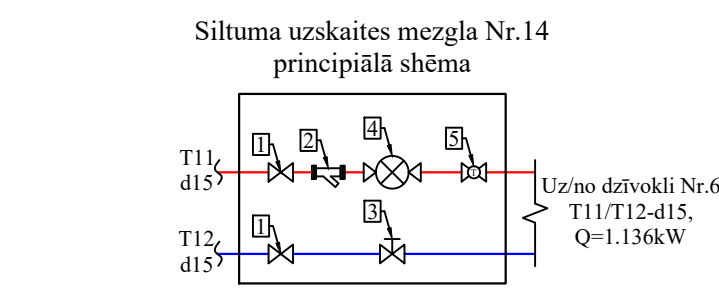 Siltuma uzskaites mezgla Nr.14
principiālā shēma
1
2
4
5
T11
d15
Uz/no dzīvokli Nr.6
T11/T12-d15,
Q=1.136kW
T
1
3
T12
d15